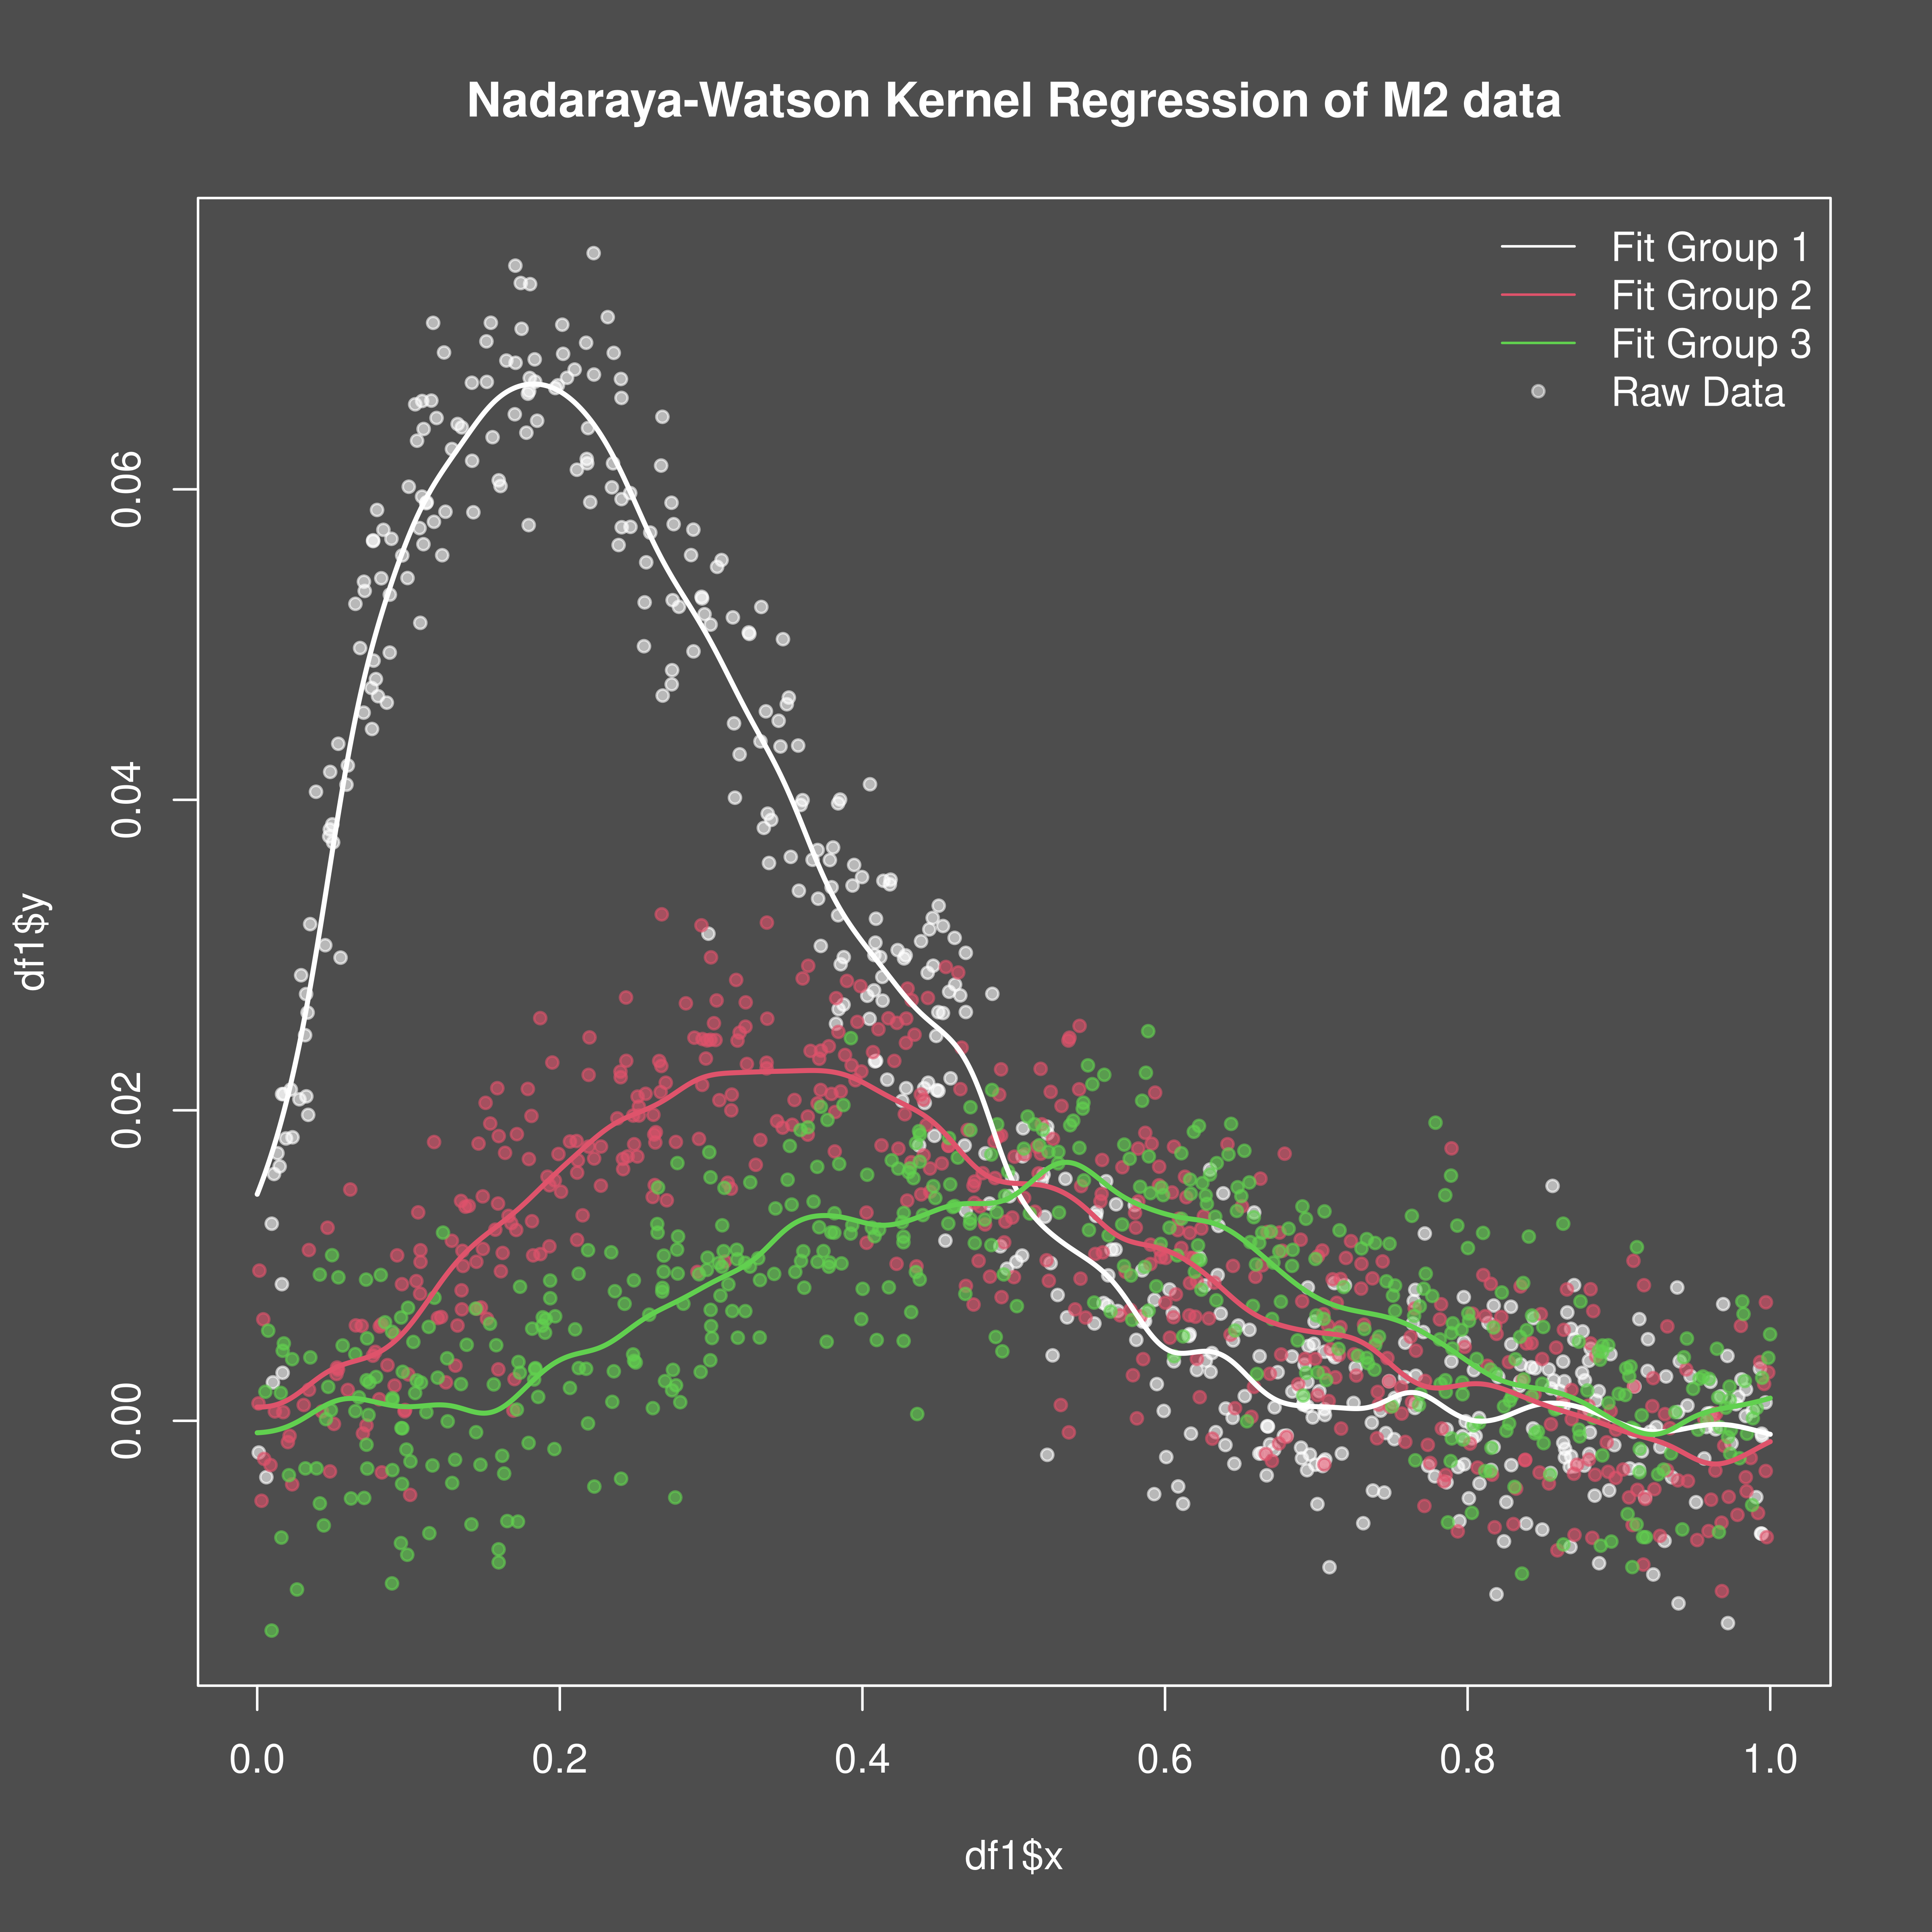 Nadaraya-Watson Kernel Regression of M2 data
Fit Group 1
Fit Group 2
Fit Group 3
Raw Data
0.06
0.04
0.02
0.00
df1$y
0.0 0.2 0.4 0.6 0.8 1.0
df1$x